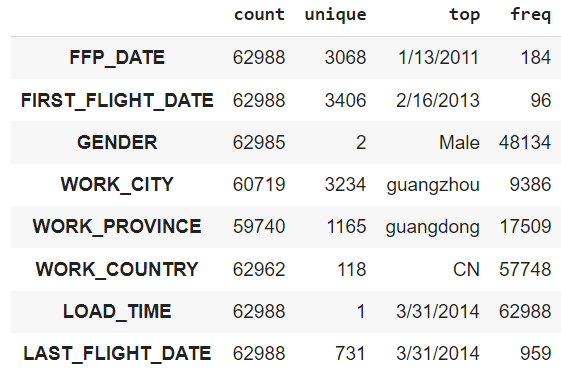 count unique top freq
FFP_DATE 62988 3068 1/13/2011 184
FIRST_FLIGHT_DATE 62988 3406 2/16/2013 96
GENDER 62985 2 Male 48134
WORK_CITY 60719 3234 guangzhou 9386
WORK_PROVINCE 59740 1165 guangdong 17509
WORK_COUNTRY 62962 118 CN 57748
LOAD_TIME 62988 1 3/31/2014 62988
LAST_FLIGHT_DATE 62988 731 3/31/2014 959